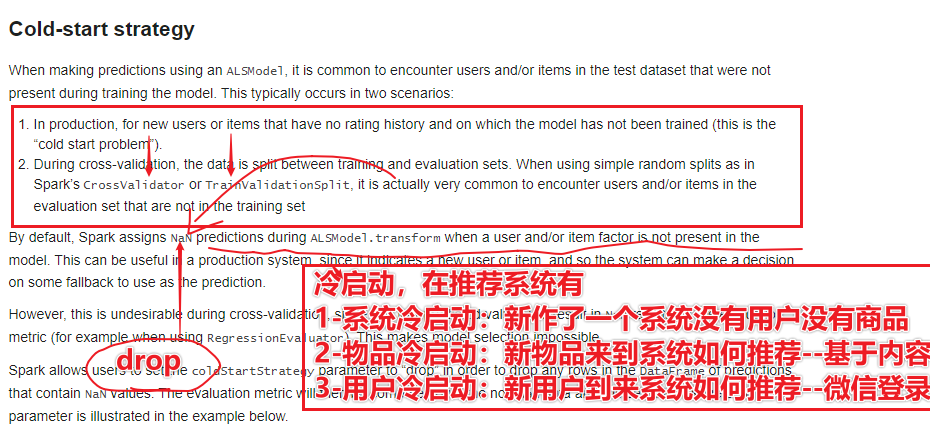 Cold-start strategy
When making predictions using an ALSModel, it is common to encounter users and/or items in the test dataset that were not
present during training the model. This typically occurs in two scenarios:
1. In production, for new users or items that have no rating history and on which the model has not been trained (this is the
“cold start problem”).
2. During cross-validation, the data is split between training and evaluation sets. When using simple random splits as in
Spark's CrossValidator or TrainValidationSplit, it is actually very common to encounter users and/or items in the
evaluation set that are not in the training set
By default, Spark assigns NaN predictions during ALSModel.transform when a user and/or item factor is not present in the
model. This can be useful in a production system, since it indicates a new user or item, and so the system can make a decision
on some fallback to use as the prediction.
冷启动，在推荐系统有
However, this is undesirable during cross-validation,
1-系统冷启动：新作了一个系统没有用户没有商品
metric (for example when using RegressionEvaluator). This makes model selection impossible.
drop
2-物品冷启动：新物品来到系统如何推荐--基于内容
Spark allows users to set the coldStartStrategy parameter to “drop” in order to drop any rows in the DataFrame of predictions
3-用户冷启动：新用户到来系统如何推荐--微信登录
that contain NaN values. The evaluation metric will
parameter is illustrated in the example below.